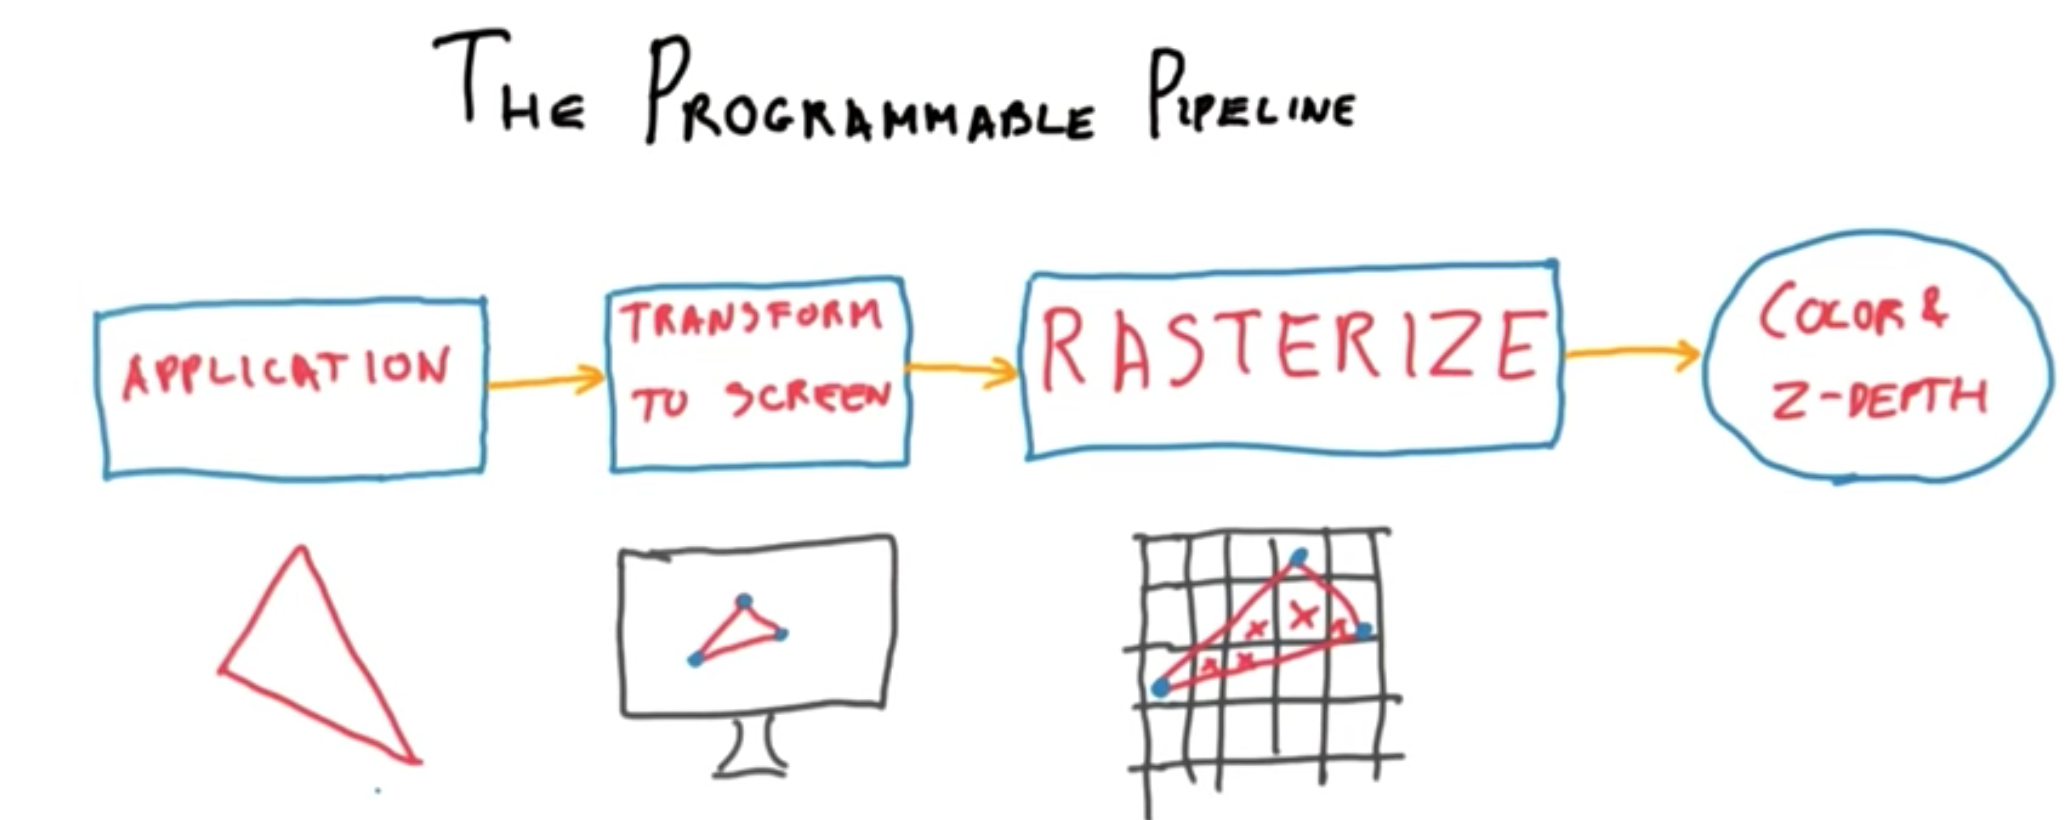 THE PROGRAMMABLE PIPELINE
APPLICATION
TRANSFORM
TO SCREEN
RASTERIZE
COLOR &
Z-DEPTH